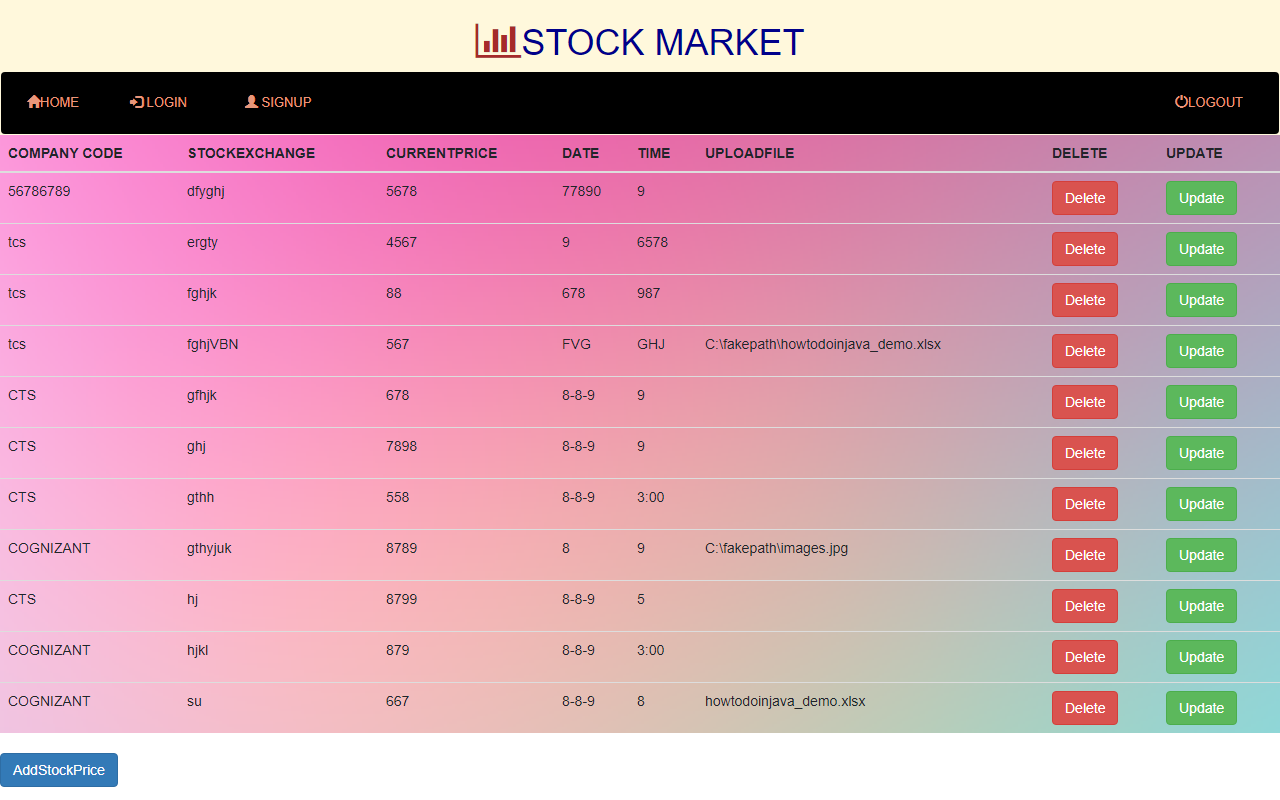 STOCK MARKET
HOME LOGIN SIGNUP LOGOUT
COMPANY CODE STOCKEXCHANGE CURRENTPRICE DATE TIME UPLOADFILE DELETE UPDATE
56786789 dfyghj 5678 77890 9 Delete Update
tcs ergty 4567 9 6578 Delete Update
tcs fghjk 88 678 987 Delete Update
tcs fghjVBN 567 FVG GHJ C:\fakepath\howtodoinjava_demo.xlsx Delete Update
CTS gfhjk 678 8-8-9 9 Delete Update
CTS ghj 7898 8-8-9 9 Delete Update
CTS gthh 558 8-8-9 3:00 Delete Update
COGNIZANT gthyjuk 8789 8 9 C:\fakepath\images.jpg Delete Update
CTS hj 8799 8-8-9 5 Delete Update
COGNIZANT hjkl 879 8-8-9 3:00 Delete Update
COGNIZANT su 667 8-8-9 8 howtodoinjava_demo.xlsx Delete Update
AddStockPrice